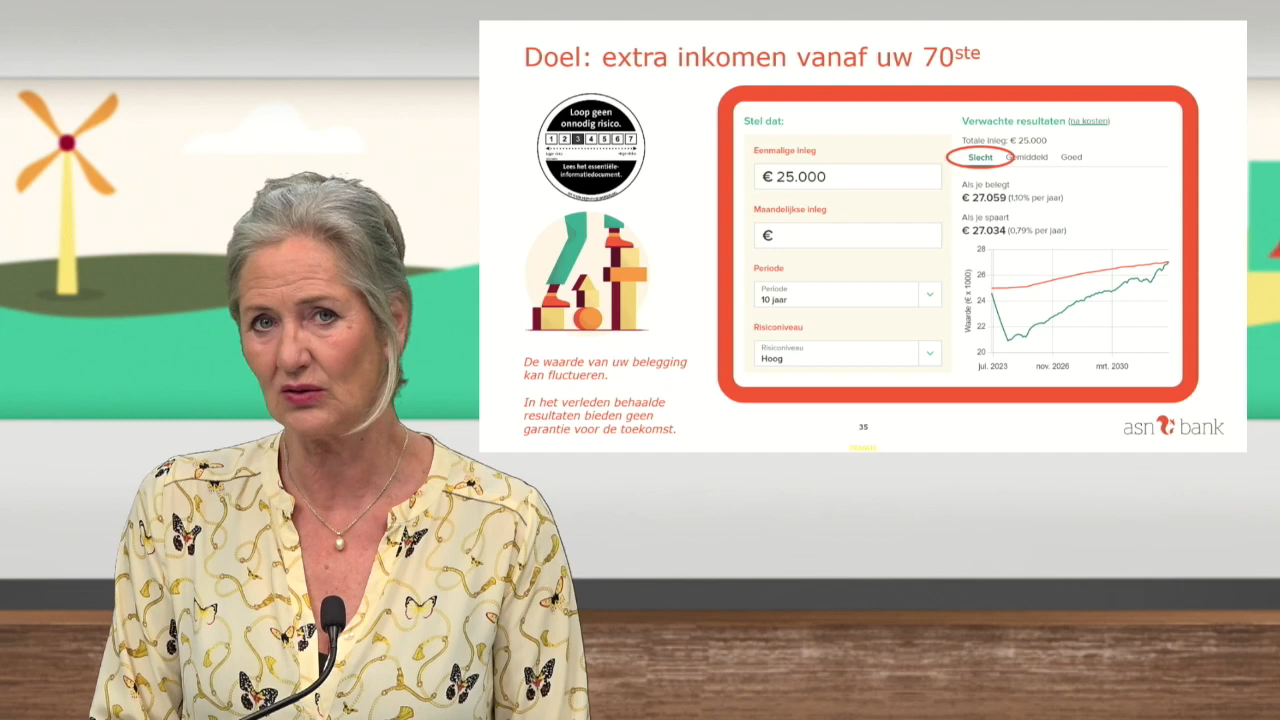 Doel: extra inkomen vanaf uw 70ste
Loop geen
onnodig risico.
1 2 3 4 5 6 7
Lees het essentiële-
informatiedocument.
De waarde van uw belegging
kan fluctueren.
In het verleden behaalde
resultaten bieden geen
garantie voor de toekomst.
Stel dat:
Eenmalige inleg
€ 25.000
Maandelijkse inleg
€
Periode
Periode
10 jaar
Risiconiveau
Risiconiveau
Hoog
Verwachte resultaten (na kosten)
Totale inleg: € 25.000
Slecht Gemiddeld Goed
Als je belegt
€ 27.059 (1,10% per jaar)
Als je spaart
€ 27.034 (0,79% per jaar)
Waarde (€ x 1000)
28
26
24
22
20
jul. 2023 nov. 2026 mrt. 2030
35
asn bank